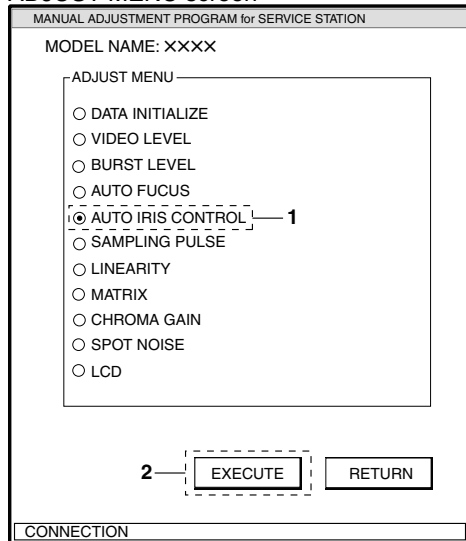 ADJUST MENU screen
MANUAL ADJUSTMENT PROGRAM for SERVICE STATION
MODEL NAME: ××××
ADJUST MENU
DATA INITIALIZE
VIDEO LEVEL
BURST LEVEL
AUTO FUCUS
AUTO IRIS CONTROL 1
SAMPLING PULSE
LINEARITY
MATRIX
CHROMA GAIN
SPOT NOISE
LCD
2 EXECUTE RETURN
CONNECTION